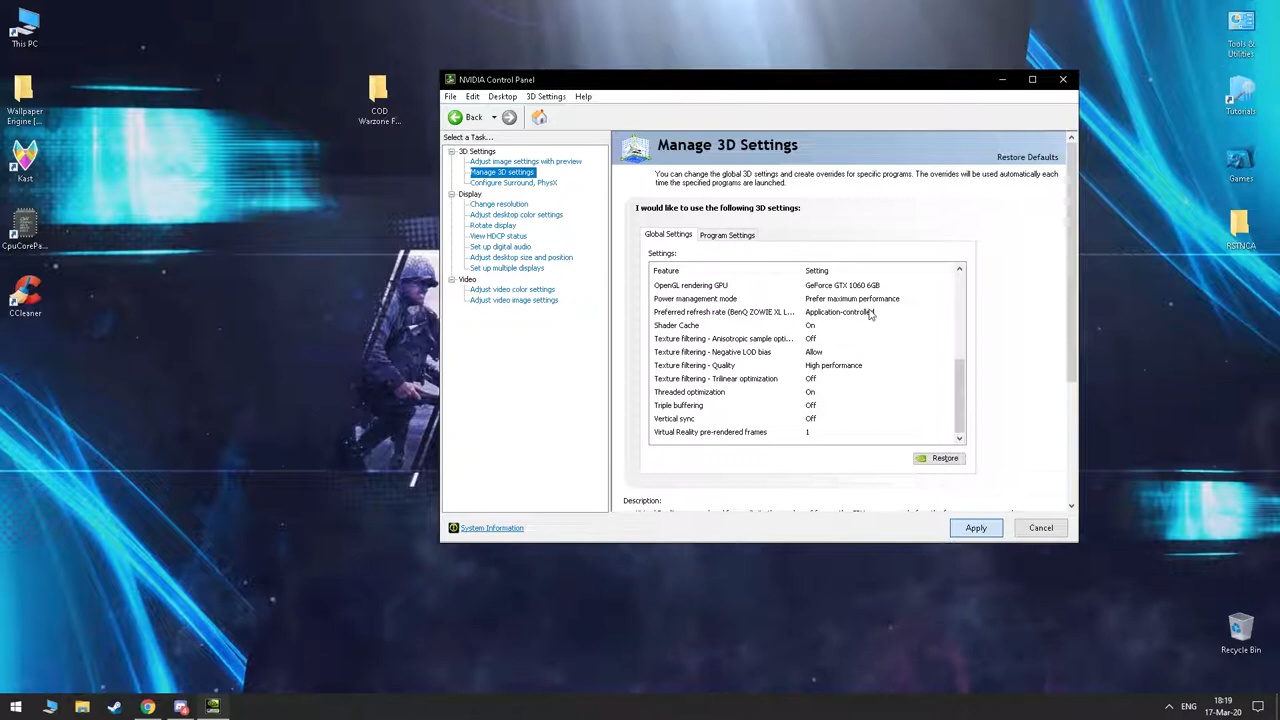 This PC
Wallpaper
Engine [...
Kast
CpuCorePa...
CCleaner
COD
Warzone F...
NVIDIA Control Panel
File Edit Desktop 3D Settings Help
Back
Select a Task...
3D Settings
Adjust image settings with preview
Manage 3D settings
Configure Surround, PhysX
Display
Change resolution
Adjust desktop color settings
Rotate display
View HDCP status
Set up digital audio
Adjust desktop size and position
Set up multiple displays
Video
Adjust video color settings
Adjust video image settings
System Information
Manage 3D Settings
Restore Defaults
You can change the global 3D settings and create overrides for specific programs. The overrides will be used automatically each
time the specified programs are launched.
I would like to use the following 3D settings:
Global Settings Program Settings
Settings:
Feature Setting
OpenGL rendering GPU GeForce GTX 1060 6GB
Power management mode Prefer maximum performance
Preferred refresh rate (BenQ ZOWIE XL L... Application-controlled
Shader Cache On
Texture filtering - Anisotropic sample opti... Off
Texture filtering - Negative LOD bias Allow
Texture filtering - Quality High performance
Texture filtering - Trilinear optimization Off
Threaded optimization On
Triple buffering Off
Vertical sync Off
Virtual Reality pre-rendered frames 1
Restore
Description:
Apply Cancel
Tools &
Utilities
Tutorials
Games
RSTNCA
Recycle Bin
ENG
18:19
17-Mar-20